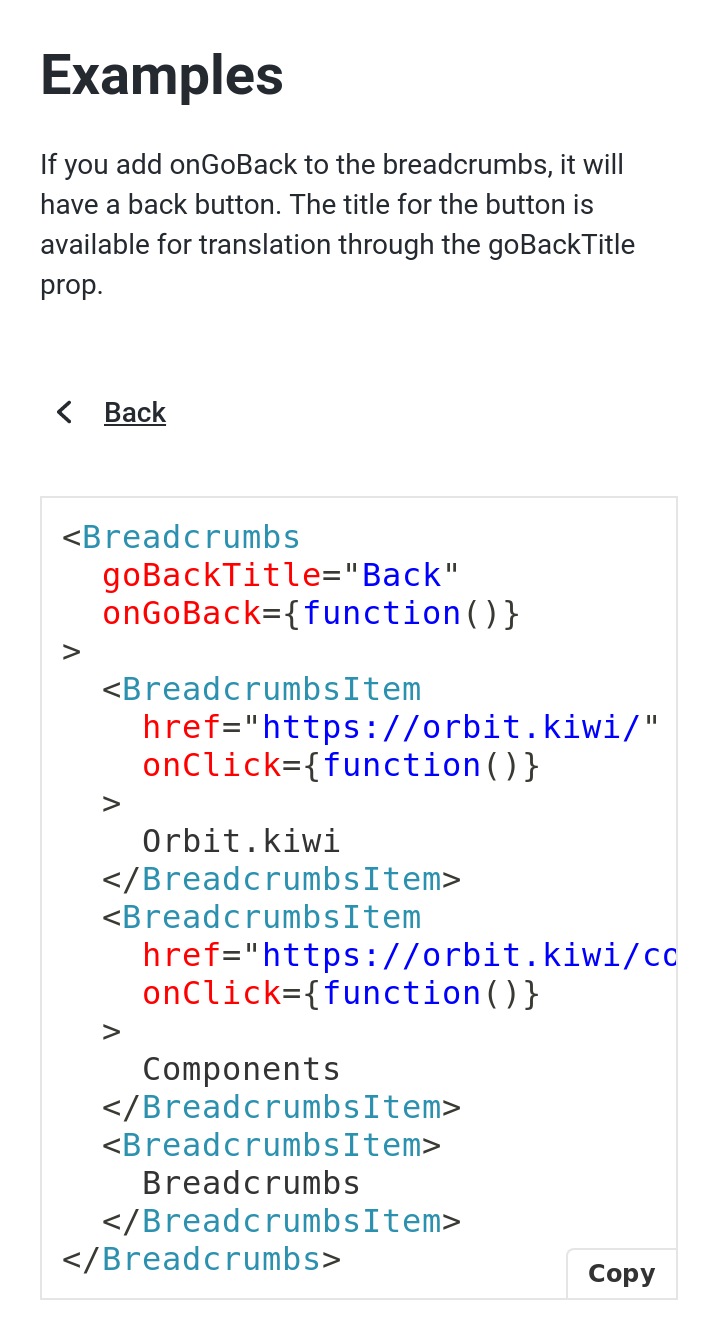 Examples
If you add onGoBack to the breadcrumbs, it will
have a back button. The title for the button is
available for translation through the goBackTitle
prop.
Back
<Breadcrumbs
  goBackTitle="Back"
  onGoBack={function()}
>
  <BreadcrumbsItem
    href="https://orbit.kiwi/"
    onClick={function()}
  >
    Orbit.kiwi
  </BreadcrumbsItem>
  <BreadcrumbsItem
    href="https://orbit.kiwi/co
    onClick={function()}
  >
    Components
  </BreadcrumbsItem>
  <BreadcrumbsItem>
    Breadcrumbs
  </BreadcrumbsItem>
</Breadcrumbs>
Copy